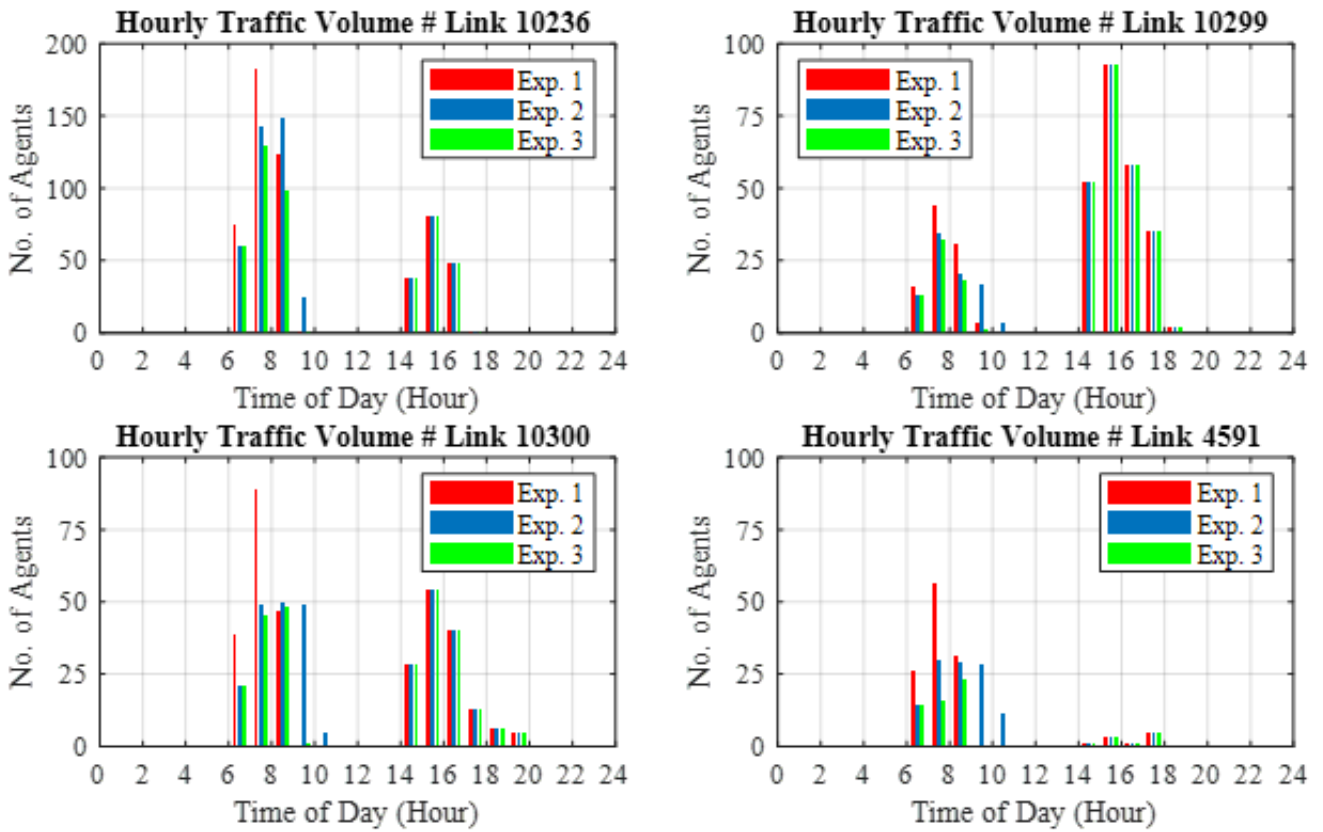 Hourly Traffic Volume # Link 10236
No. of Agents
200
150
100
50
0
Exp. 1
Exp. 2
Exp. 3
0 2 4 6 8 10 12 14 16 18 20 22 24
Time of Day (Hour)
Hourly Traffic Volume # Link 10299
No. of Agents
100
75
50
25
0
Exp. 1
Exp. 2
Exp. 3
0 2 4 6 8 10 12 14 16 18 20 22 24
Time of Day (Hour)
Hourly Traffic Volume # Link 10300
No. of Agents
100
75
50
25
0
Exp. 1
Exp. 2
Exp. 3
0 2 4 6 8 10 12 14 16 18 20 22 24
Time of Day (Hour)
Hourly Traffic Volume # Link 4591
No. of Agents
100
75
50
25
0
Exp. 1
Exp. 2
Exp. 3
0 2 4 6 8 10 12 14 16 18 20 22 24
Time of Day (Hour)